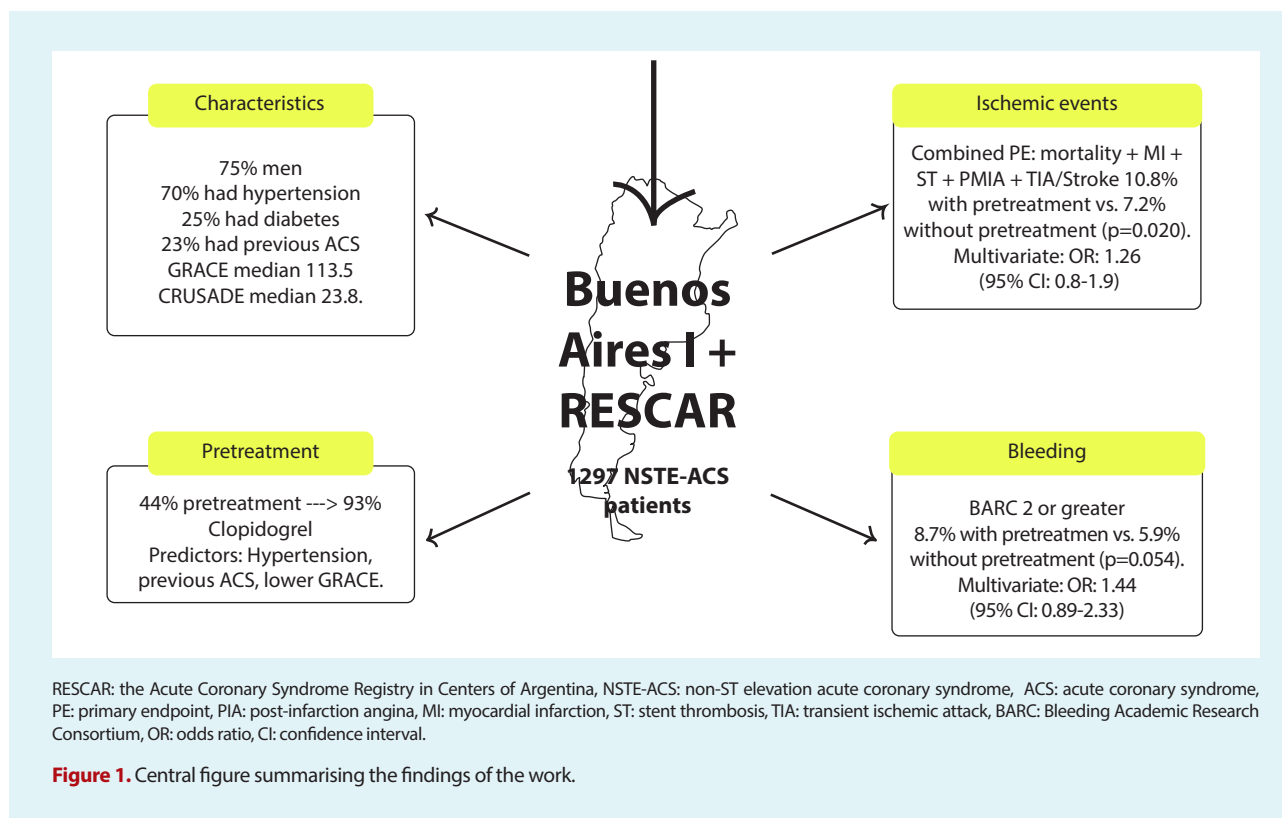 Characteristics
75% men
70% had hypertension
25% had diabetes
23% had previous ACS
GRACE median 113.5
CRUSADE median 23.8.
Ischemic events
Combined PE: mortality + MI +
ST + PMIA + TIA/Stroke 10.8%
with pretreatment vs. 7.2%
without pretreatment (p=0.020).
Multivariate: OR: 1.26
(95% CI: 0.8-1.9)
Buenos
Aires I +
RESCAR
1297 NSTE-ACS
patients
Pretreatment
44% pretreatment ---> 93%
Clopidogrel
Predictors: Hypertension,
previous ACS, lower GRACE.
Bleeding
BARC 2 or greater
8.7% with pretreatmen vs. 5.9%
without pretreatment (p=0.054).
Multivariate: OR: 1.44
(95% CI: 0.89-2.33)
RESCAR: the Acute Coronary Syndrome Registry in Centers of Argentina, NSTE-ACS: non-ST elevation acute coronary syndrome, ACS: acute coronary syndrome,
PE: primary endpoint, PIA: post-infarction angina, MI: myocardial infarction, ST: stent thrombosis, TIA: transient ischemic attack, BARC: Bleeding Academic Research
Consortium, OR: odds ratio, CI: confidence interval.
Figure 1. Central figure summarising the findings of the work.